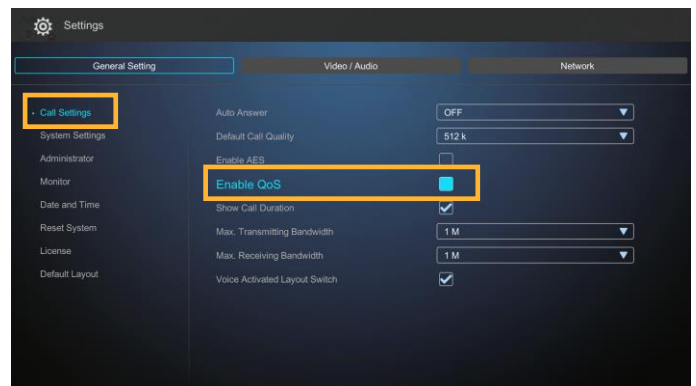 Settings
General Setting Video / Audio Network
Call Settings Auto Answer OFF
System Settings Default Call Quality 512 k
Administrator Enable AES
Monitor Enable QoS
Date and Time Show Call Duration
Reset System Max. Transmitting Bandwidth 1 M
License Max. Receiving Bandwidth 1 M
Default Layout Voice Activated Layout Switch